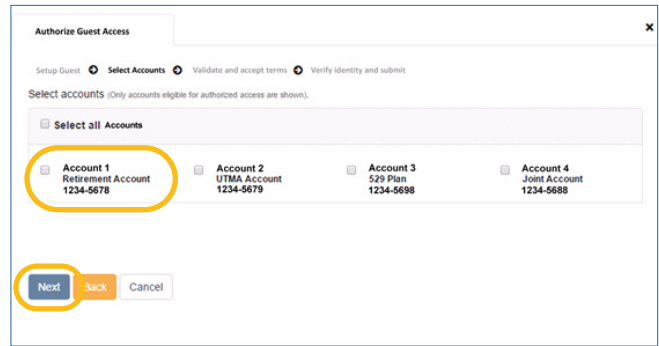 Authorize Guest Access
×
Setup Guest Select Accounts Validate and accept terms Verify identity and submit
Select accounts (Only accounts eligible for authorized access are shown).
Select all Accounts
Account 1
Retirement Account
1234-5678
Account 2
UTMA Account
1234-5679
Account 3
529 Plan
1234-5698
Account 4
Joint Account
1234-5688
Next Back Cancel